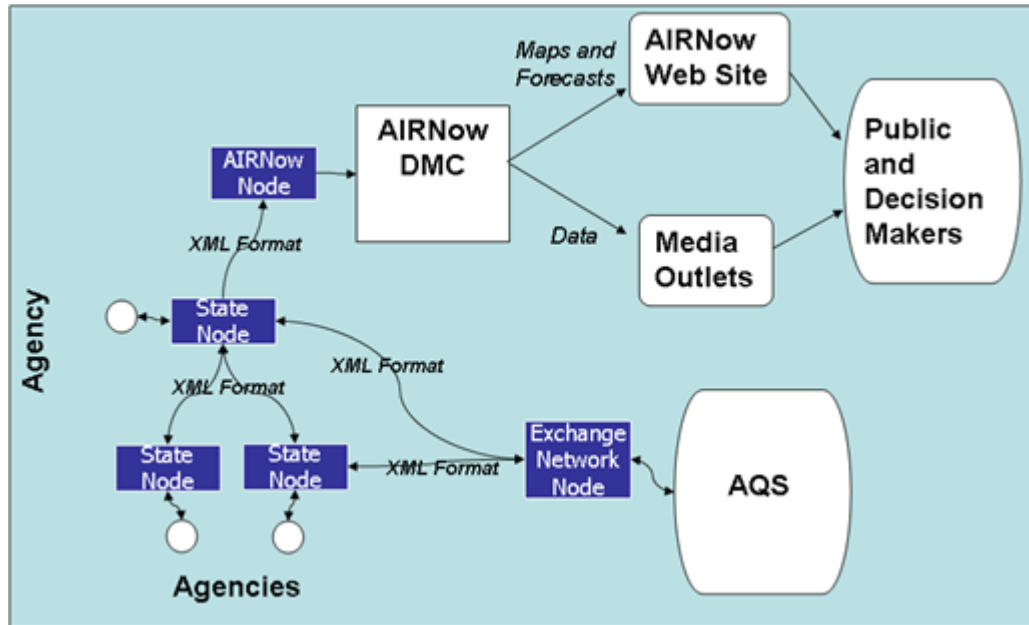 Maps and
Forecasts
AIRNow
Web Site
AIRNow
DMC
Public
and
Decision
Makers
AIRNow
Node
XML Format
Data
Media
Outlets
Agency
State
Node
XML Format
XML Format
State
Node
State
Node
XML Format
Exchange
Network
Node
AQS
Agencies